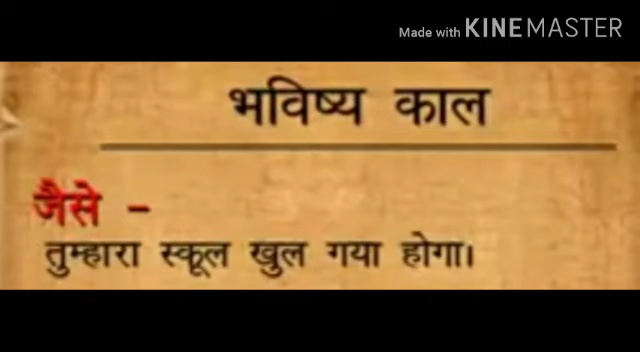 Made with KINEMASTER
भविष्य काल
जैसे -
तुम्हारा स्कूल खुल गया होगा।